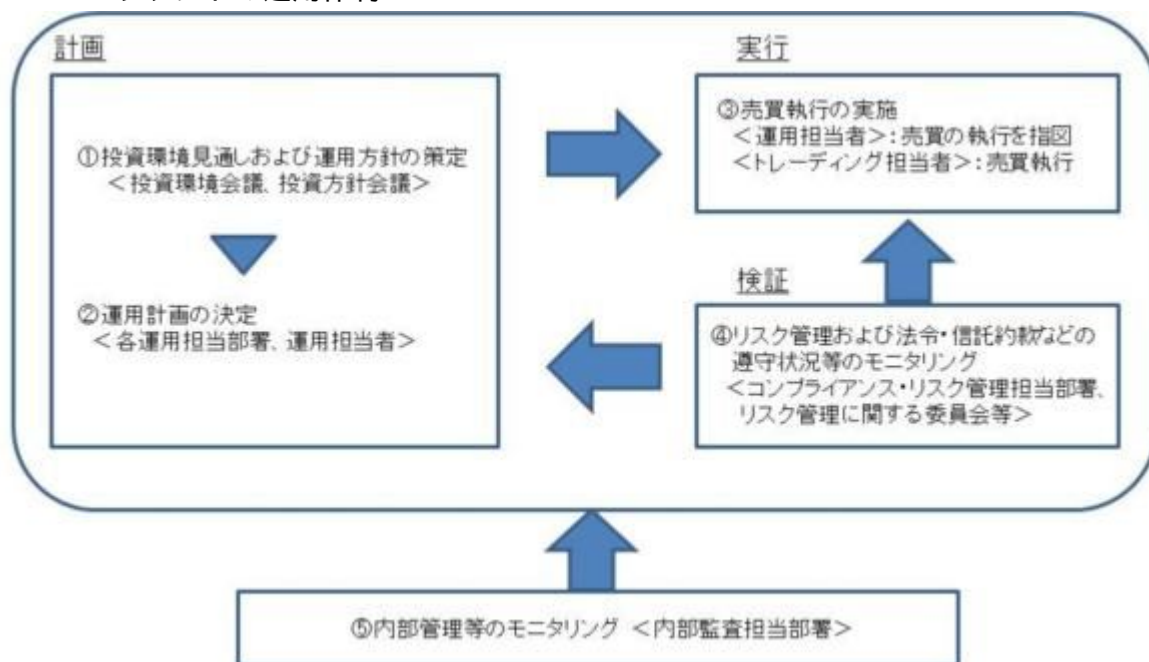 計画
①投資環境見通しおよび運用方針の策定
＜投資環境会議、投資方針会議＞
②運用計画の決定
＜各運用担当部署、運用担当者＞
実行
③売買執行の実施
＜運用担当者＞：売買の執行を指図
＜トレーディング担当者＞：売買執行
検証
④リスク管理および法令・信託約款などの
遵守状況等のモニタリング
＜コンプライアンス・リスク管理担当部署、
リスク管理に関する委員会等＞
⑤内部管理等のモニタリング ＜内部監査担当部署＞